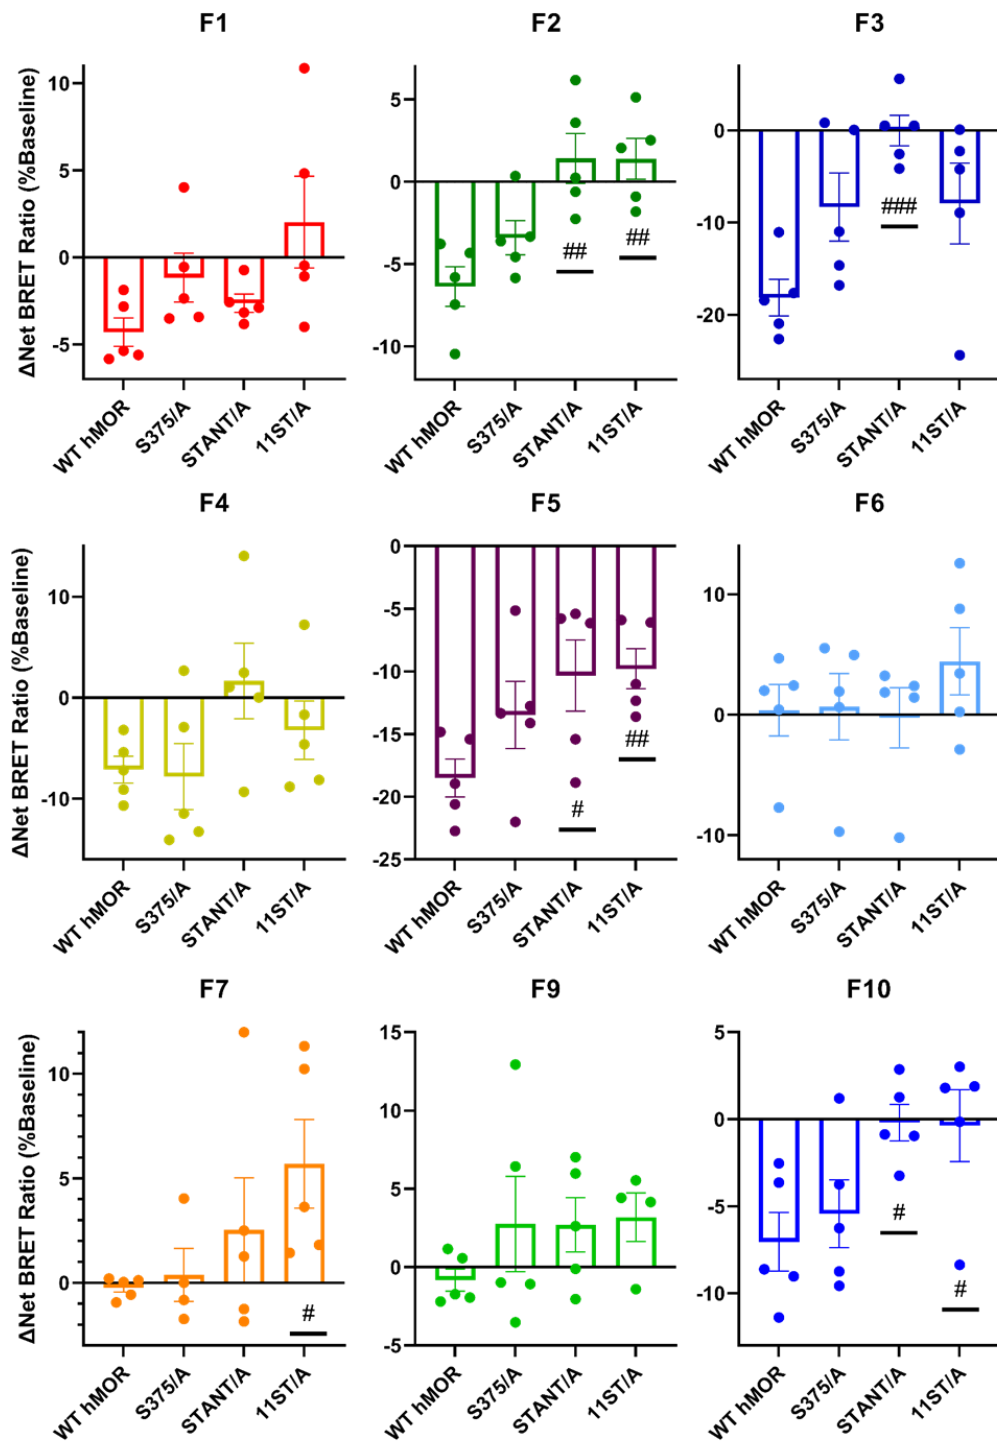 F1 F2 F3
ΔNet BRET Ratio (%Baseline)
10
5
0
-5
WT hMOR S375/A STANT/A 11ST/A
5
0
-5
-10
## ##
WT hMOR S375/A STANT/A 11ST/A
0
-10
-20
###
WT hMOR S375/A STANT/A 11ST/A
F4 F5 F6
ΔNet BRET Ratio (%Baseline)
10
0
-10
WT hMOR S375/A STANT/A 11ST/A
0
-5
-10
-15
-20
-25
# ##
WT hMOR S375/A STANT/A 11ST/A
10
0
-10
WT hMOR S375/A STANT/A 11ST/A
F7 F9 F10
ΔNet BRET Ratio (%Baseline)
10
5
0
#
WT hMOR S375/A STANT/A 11ST/A
15
10
5
0
-5
WT hMOR S375/A STANT/A 11ST/A
5
0
-5
-10
# #
WT hMOR S375/A STANT/A 11ST/A